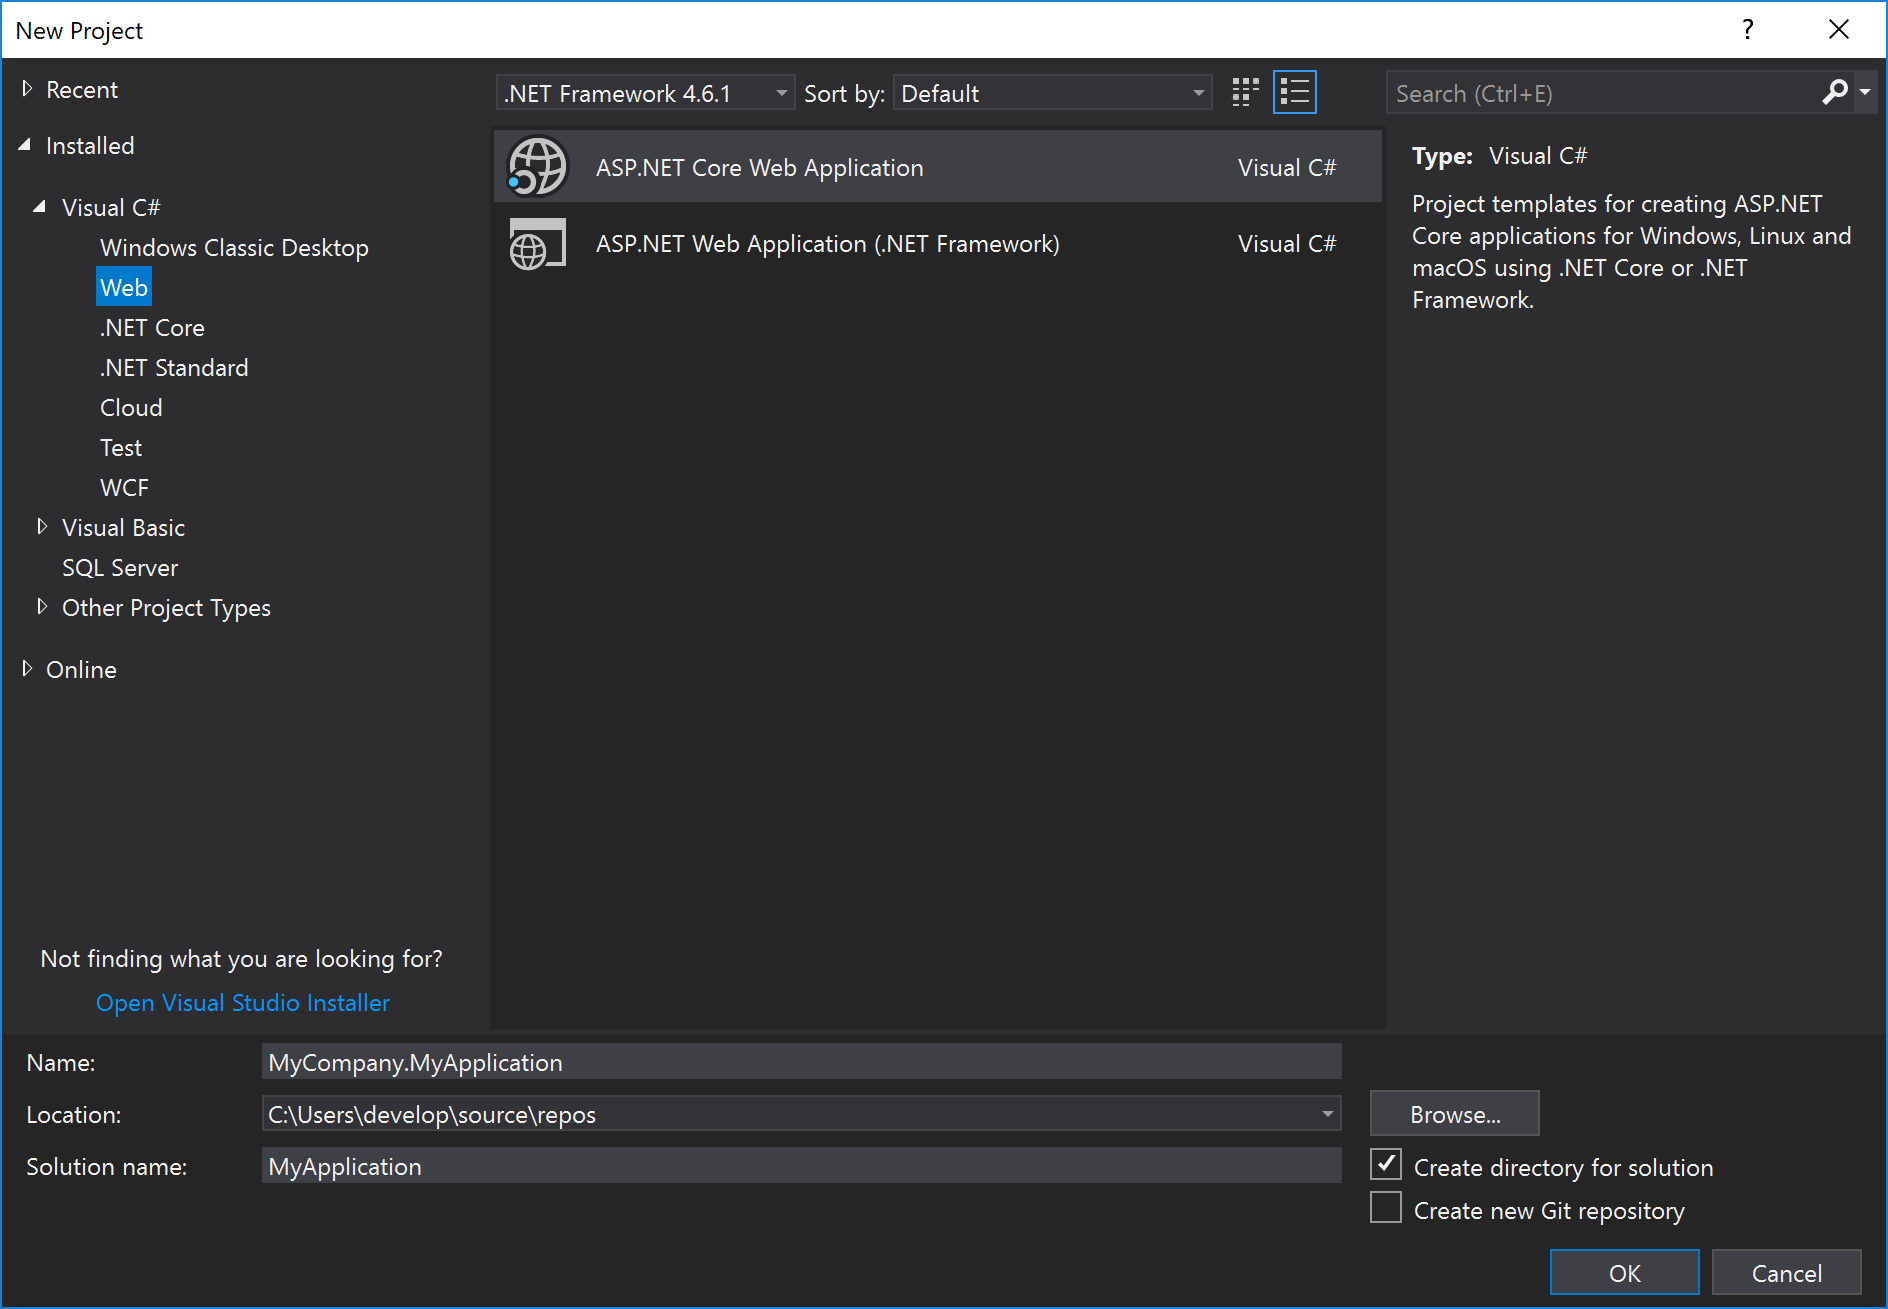 New Project
?
Recent
Installed
Visual C#
Windows Classic Desktop
Web
.NET Core
.NET Standard
Cloud
Test
WCF
Visual Basic
SQL Server
Other Project Types
Online
Not finding what you are looking for?
Open Visual Studio Installer
.NET Framework 4.6.1
Sort by: Default
ASP.NET Core Web Application Visual C#
ASP.NET Web Application (.NET Framework) Visual C#
Search (Ctrl+E)
Type: Visual C#
Project templates for creating ASP.NET
Core applications for Windows, Linux and
macOS using .NET Core or .NET
Framework.
Name: MyCompany.MyApplication
Location: C:\Users\develop\source\repos
Browse...
Solution name: MyApplication
Create directory for solution
Create new Git repository
OK
Cancel